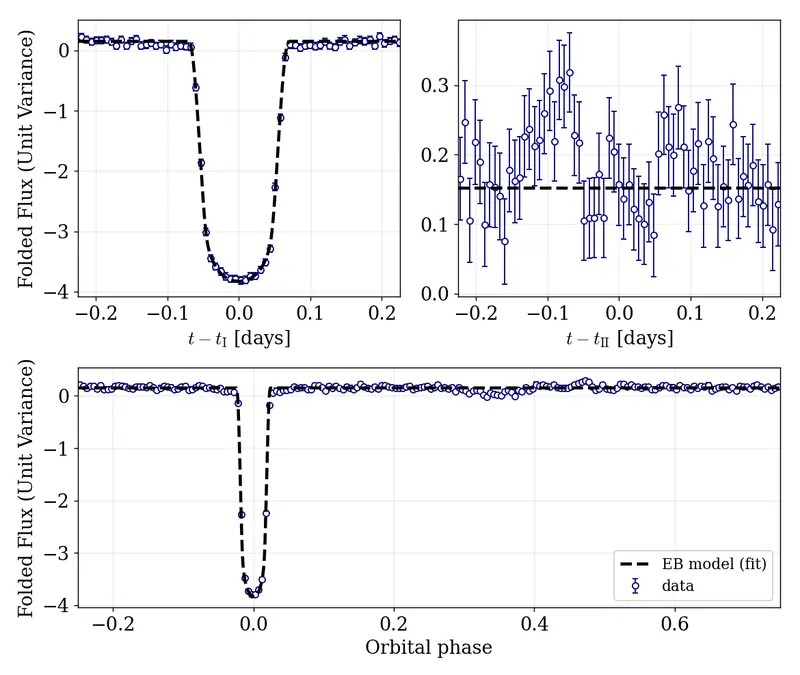 Folded Flux (Unit Variance)
0
−1
−2
−3
−4
−0.2 −0.1 0.0 0.1 0.2
t − tI [days]
0.3
0.2
0.1
0.0
−0.2 −0.1 0.0 0.1 0.2
t − tII [days]
Folded Flux (Unit Variance)
0
−1
−2
−3
−4
EB model (fit)
data
−0.2 0.0 0.2 0.4 0.6
Orbital phase